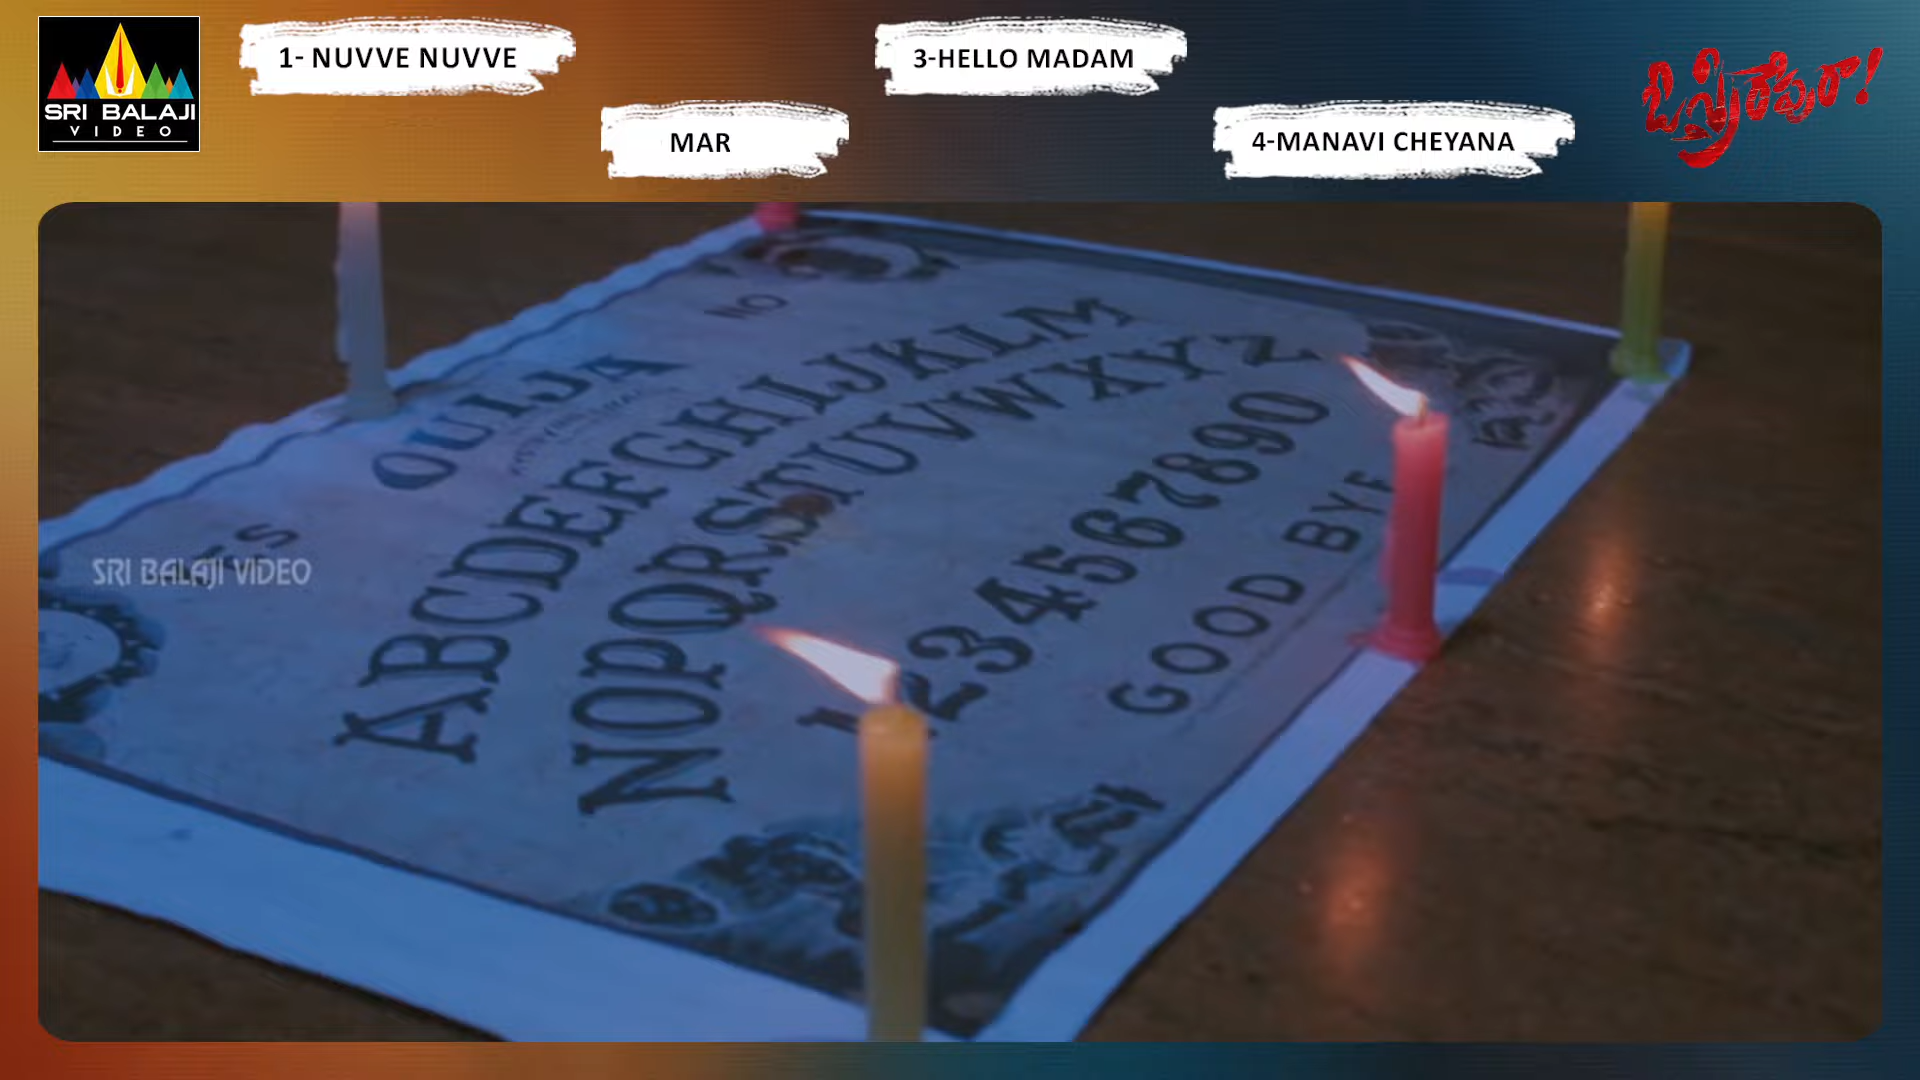 SRI BALAJI
VIDEO
1- NUVVE NUVVE
MAR
3-HELLO MADAM
4-MANAVI CHEYANA
ఓ స్త్రీ రేపు రా!
NO
OUIJA
ABCDEFGHIJKLM
NOPQRSTUVWXYZ
1234567890
GOOD BYE
SRI BALAJI VIDEO